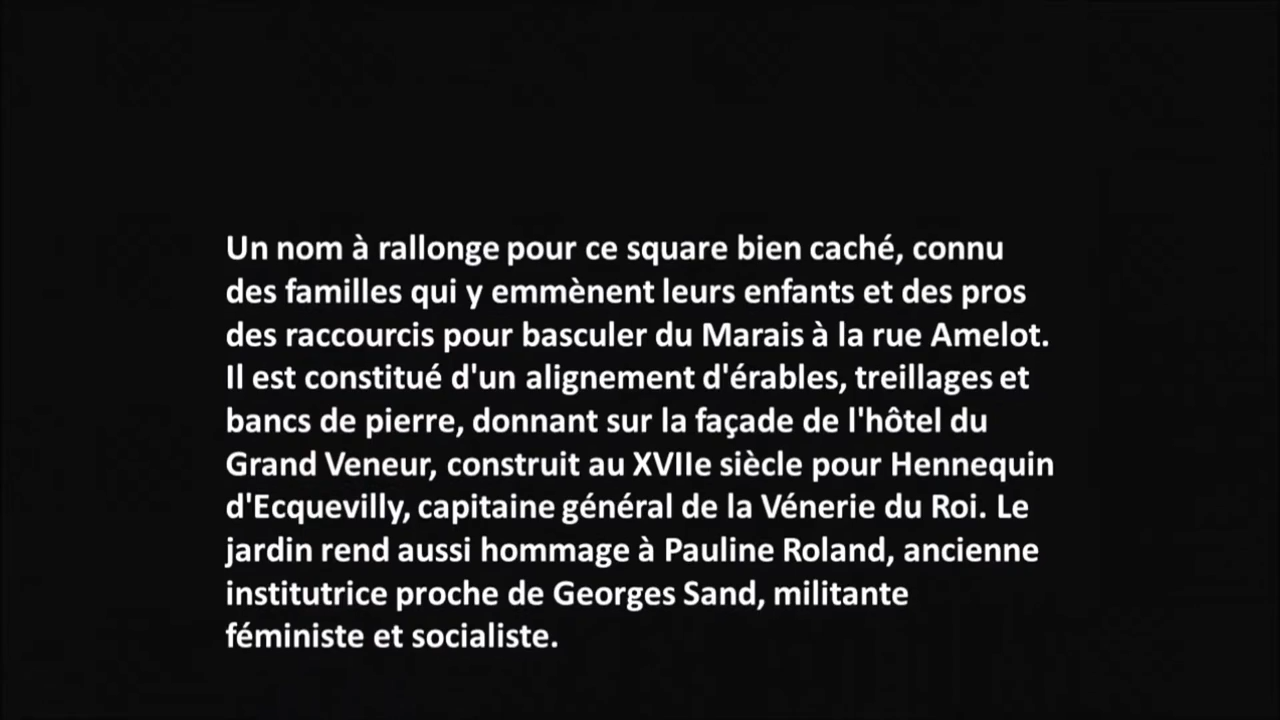 Un nom à rallonge pour ce square bien caché, connu
des familles qui y emmènent leurs enfants et des pros
des raccourcis pour basculer du Marais à la rue Amelot.
Il est constitué d'un alignement d'érables, treillages et
bancs de pierre, donnant sur la façade de l'hôtel du
Grand Veneur, construit au XVIIe siècle pour Hennequin
d'Ecquevilly, capitaine général de la Vénerie du Roi. Le
jardin rend aussi hommage à Pauline Roland, ancienne
institutrice proche de Georges Sand, militante
féministe et socialiste.